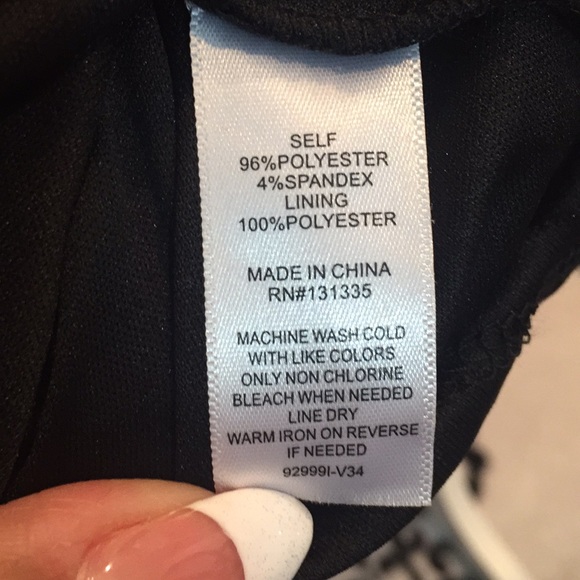 SELF
96%POLYESTER
4%SPANDEX
LINING
100%POLYESTER
MADE IN CHINA
RN#131335
MACHINE WASH COLD
WITH LIKE COLORS
ONLY NON CHLORINE
BLEACH WHEN NEEDED
LINE DRY
WARM IRON ON REVERSE
IF NEEDED
92999I-V34